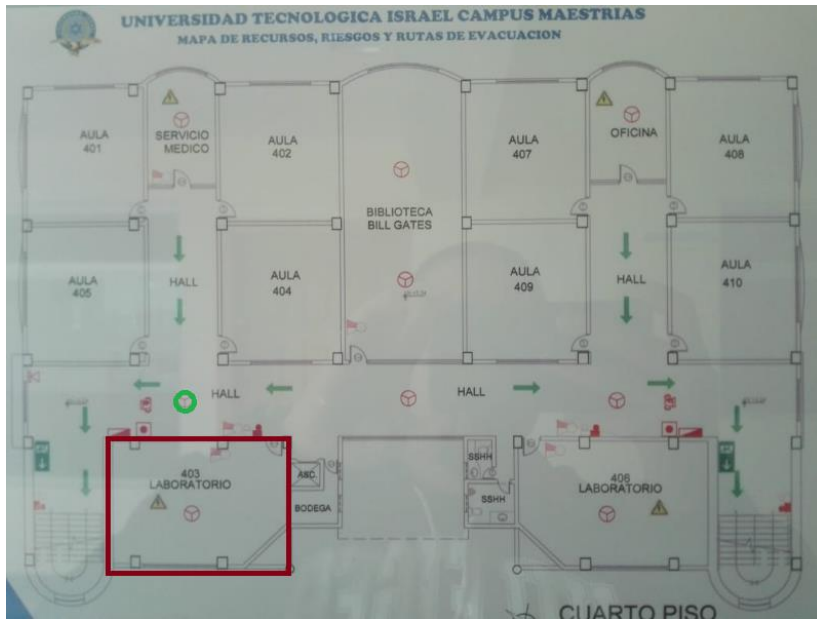 UNIVERSIDAD TECNOLOGICA ISRAEL CAMPUS MAESTRIAS
MAPA DE RECURSOS, RIESGOS Y RUTAS DE EVACUACION
AULA
401
SERVICIO
MEDICO
AULA
402
AULA
407
OFICINA
AULA
408
BIBLIOTECA
BILL GATES
AULA
405
HALL
AULA
404
AULA
409
HALL
AULA
410
HALL
HALL
403
LABORATORIO
ASC.
BODEGA
SSHH
SSHH
406
LABORATORIO
CUARTO PISO